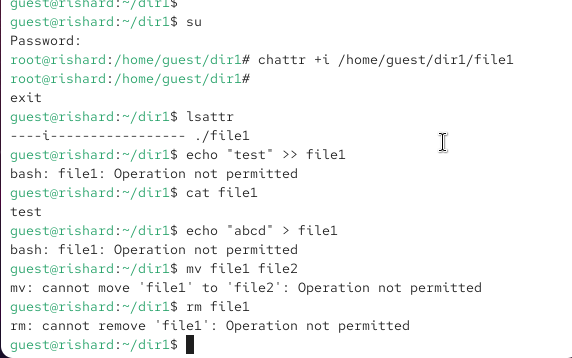 guest@rishard:~/dir1$
guest@rishard:~/dir1$ su
Password:
root@rishard:/home/guest/dir1# chattr +i /home/guest/dir1/file1
root@rishard:/home/guest/dir1#
exit
guest@rishard:~/dir1$ lsattr
----i----------------- ./file1
guest@rishard:~/dir1$ echo "test" >> file1
bash: file1: Operation not permitted
guest@rishard:~/dir1$ cat file1
test
guest@rishard:~/dir1$ echo "abcd" > file1
bash: file1: Operation not permitted
guest@rishard:~/dir1$ mv file1 file2
mv: cannot move 'file1' to 'file2': Operation not permitted
guest@rishard:~/dir1$ rm file1
rm: cannot remove 'file1': Operation not permitted
guest@rishard:~/dir1$